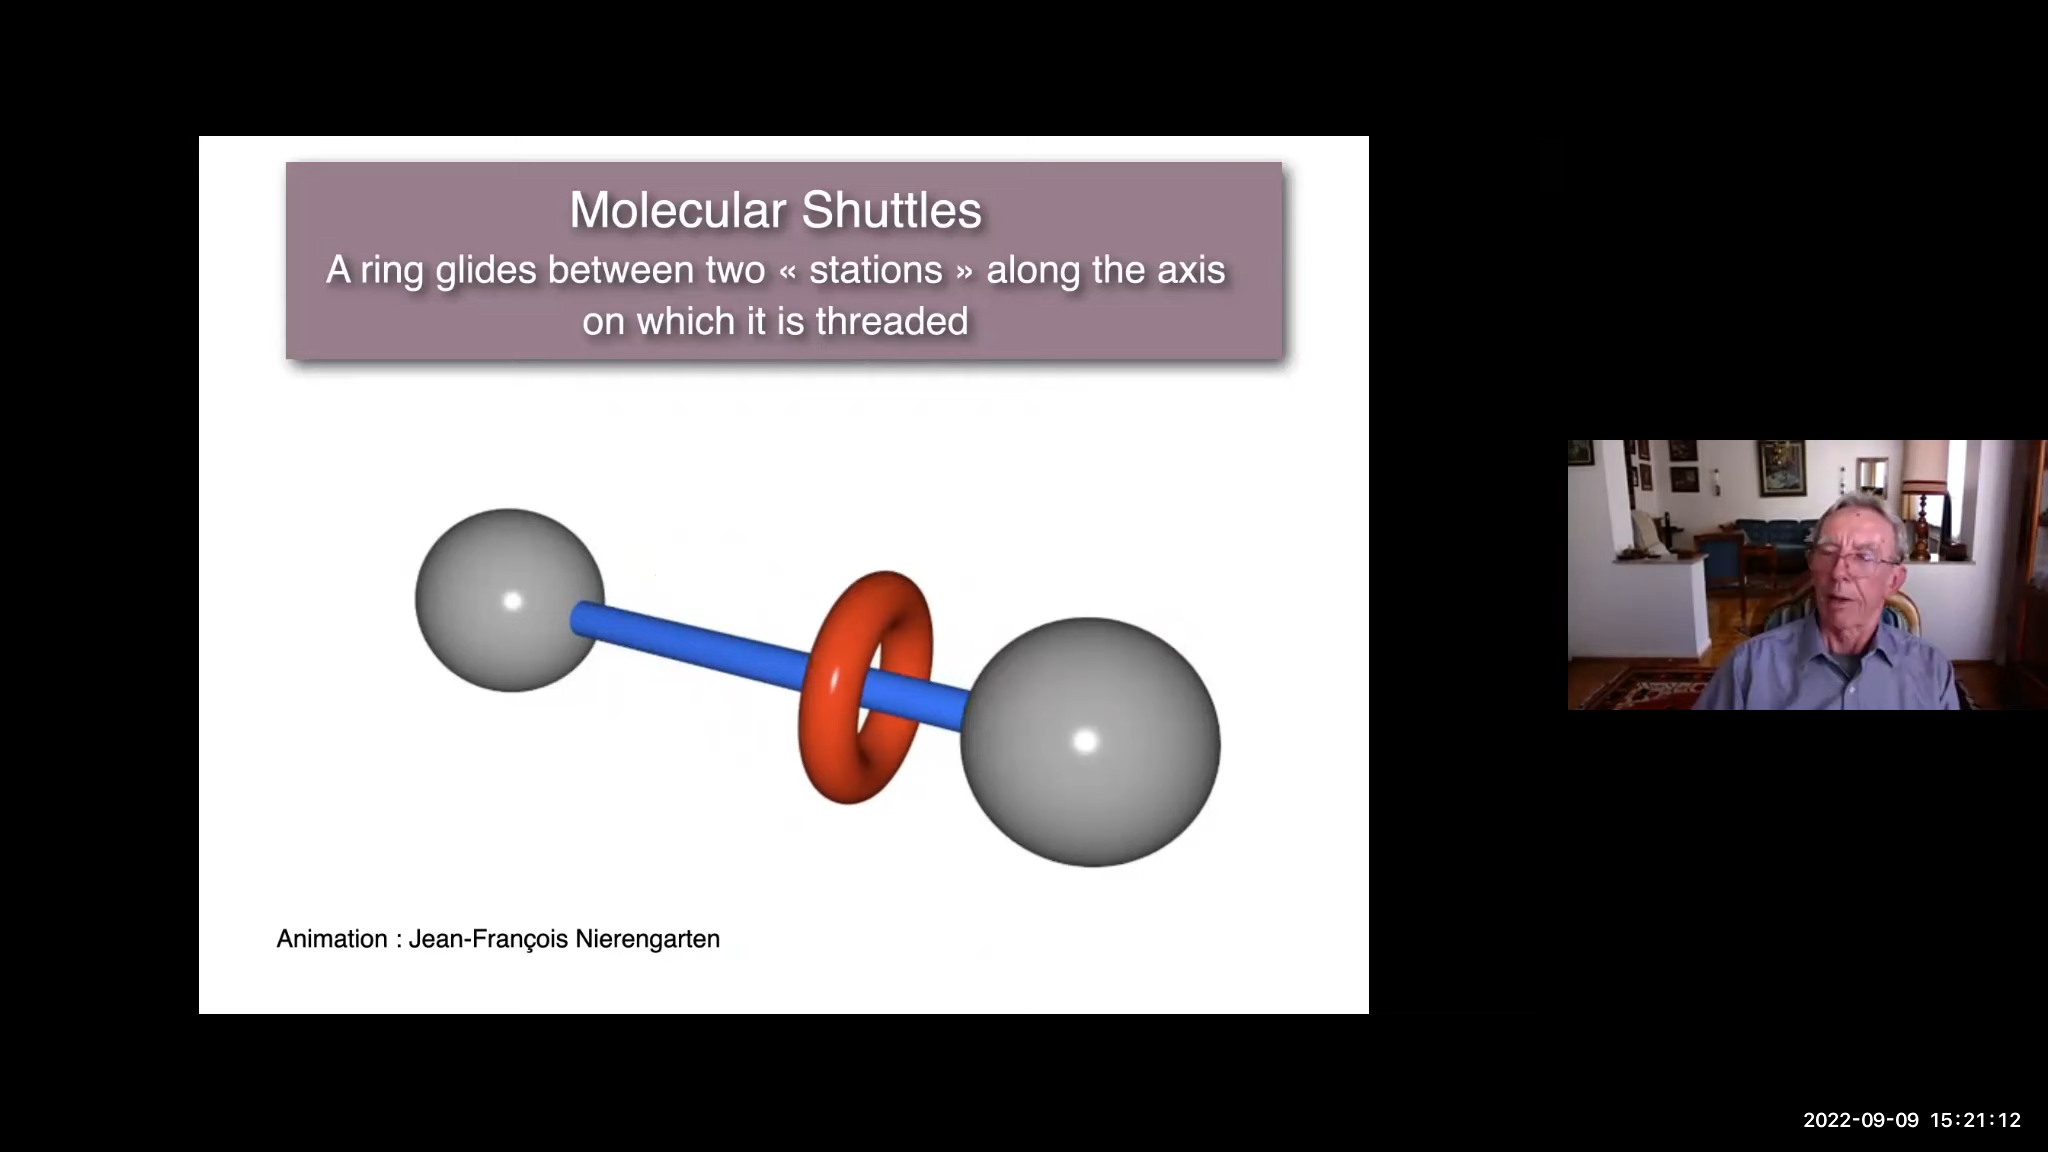 Molecular Shuttles
A ring glides between two « stations » along the axis
on which it is threaded
Animation : Jean-François Nierengarten
2022-09-09 15:21:12